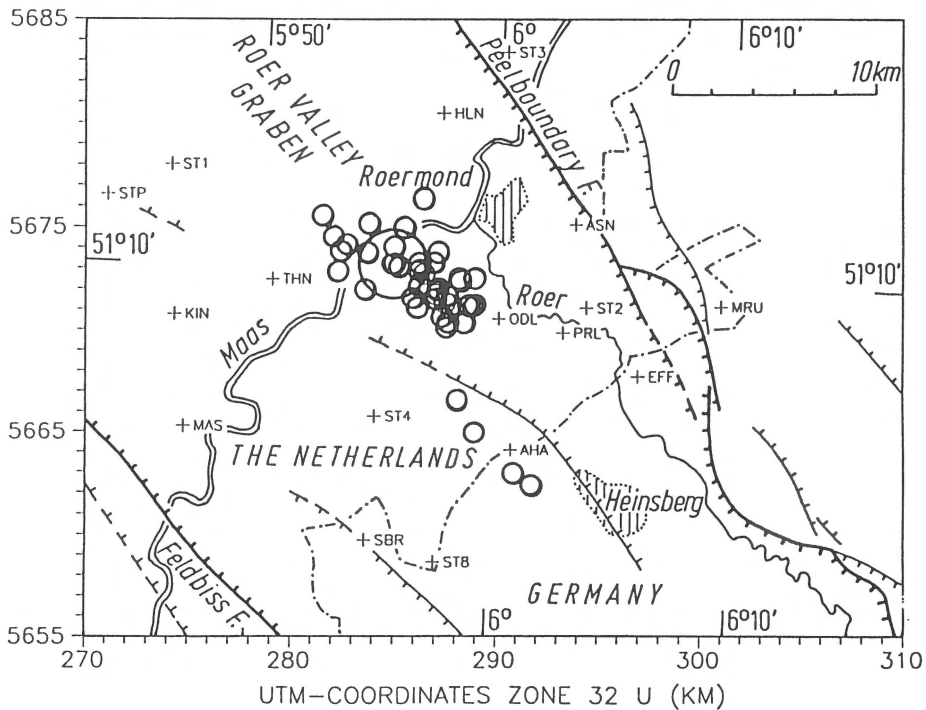 5685
5°50'
6°
6°10'
ST3
0 10km
ROER VALLEY
GRABEN
Peelboundary F.
HLN
ST1
STP
Roermond
5675
ASN
51°10'
51°10'
THN
Roer
KIN
ODL
ST2
MRU
PRL
Maas
EFF
ST4
MAS
5665
THE NETHERLANDS
AHA
Heinsberg
SBR
Feldbiss F.
ST8
GERMANY
6°
6°10'
5655
270 280 290 300 310
UTM-COORDINATES ZONE 32 U (KM)